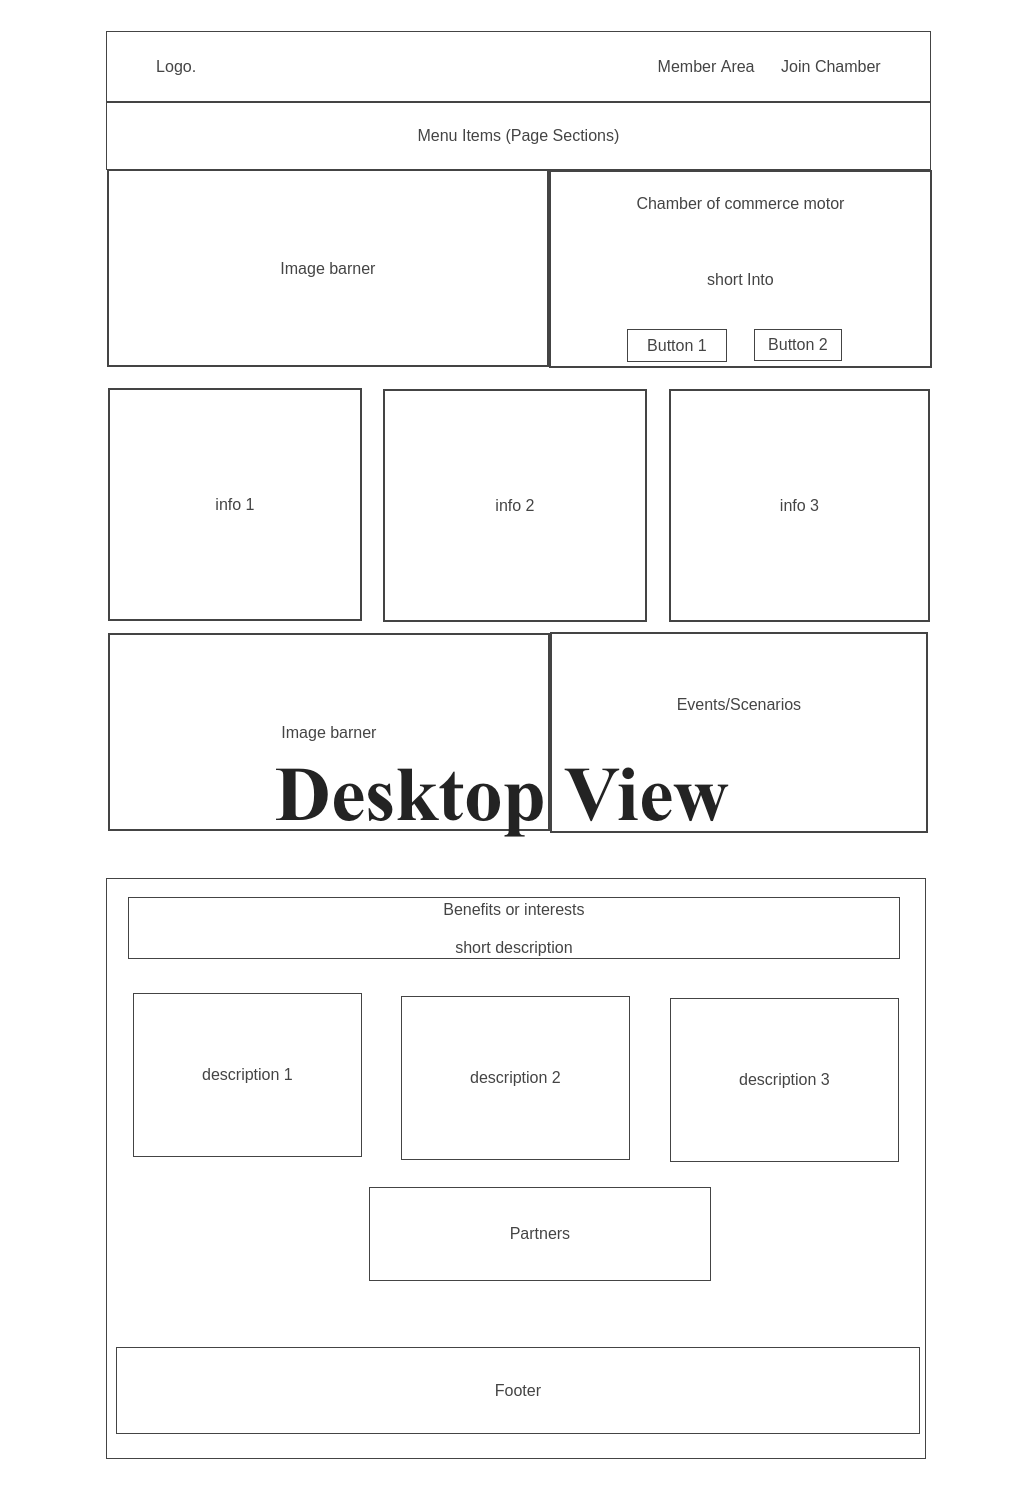 Logo. Member Area Join Chamber
Menu Items (Page Sections)
Image barner
Chamber of commerce motor
short Into
Button 1 Button 2
info 1 info 2 info 3
Image barner
Events/Scenarios
Desktop View
Benefits or interests
short description
description 1 description 2 description 3
Partners
Footer